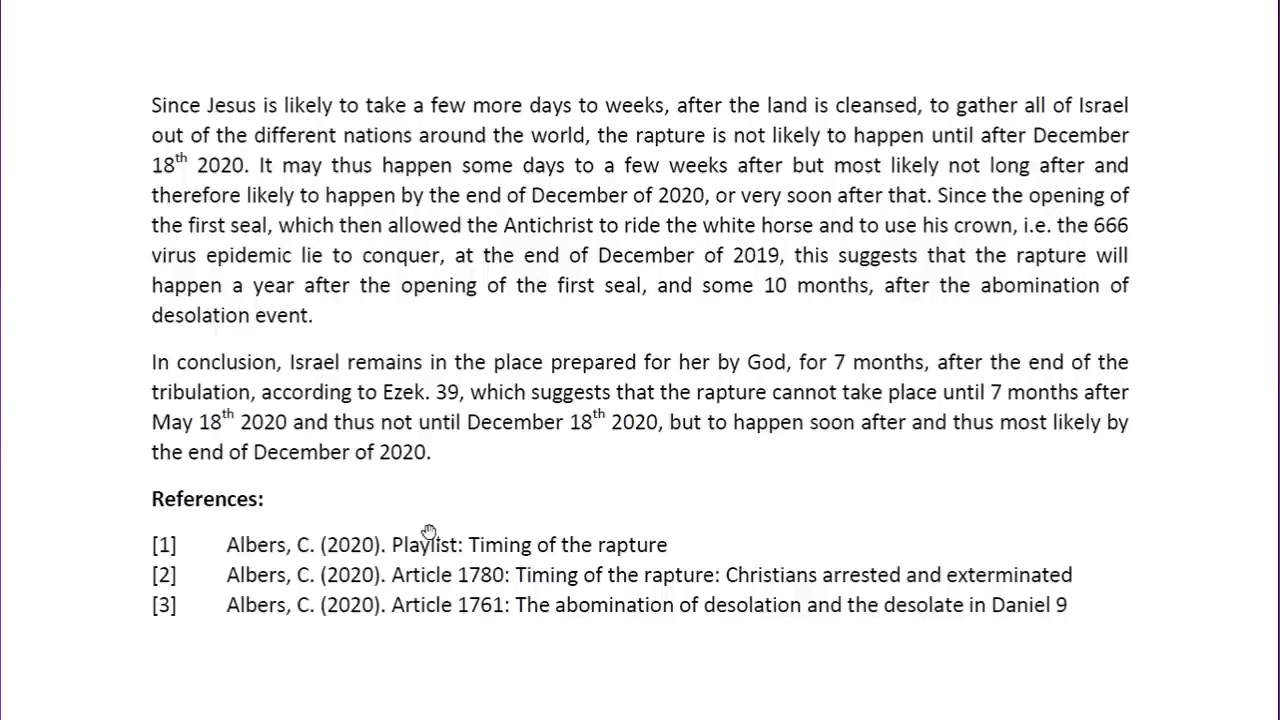 Since Jesus is likely to take a few more days to weeks, after the land is cleansed, to gather all of Israel
out of the different nations around the world, the rapture is not likely to happen until after December
18th 2020. It may thus happen some days to a few weeks after but most likely not long after and
therefore likely to happen by the end of December of 2020, or very soon after that. Since the opening of
the first seal, which then allowed the Antichrist to ride the white horse and to use his crown, i.e. the 666
virus epidemic lie to conquer, at the end of December of 2019, this suggests that the rapture will
happen a year after the opening of the first seal, and some 10 months, after the abomination of
desolation event.
In conclusion, Israel remains in the place prepared for her by God, for 7 months, after the end of the
tribulation, according to Ezek. 39, which suggests that the rapture cannot take place until 7 months after
May 18th 2020 and thus not until December 18th 2020, but to happen soon after and thus most likely by
the end of December of 2020.
References:
[1] Albers, C. (2020). Playlist: Timing of the rapture
[2] Albers, C. (2020). Article 1780: Timing of the rapture: Christians arrested and exterminated
[3] Albers, C. (2020). Article 1761: The abomination of desolation and the desolate in Daniel 9